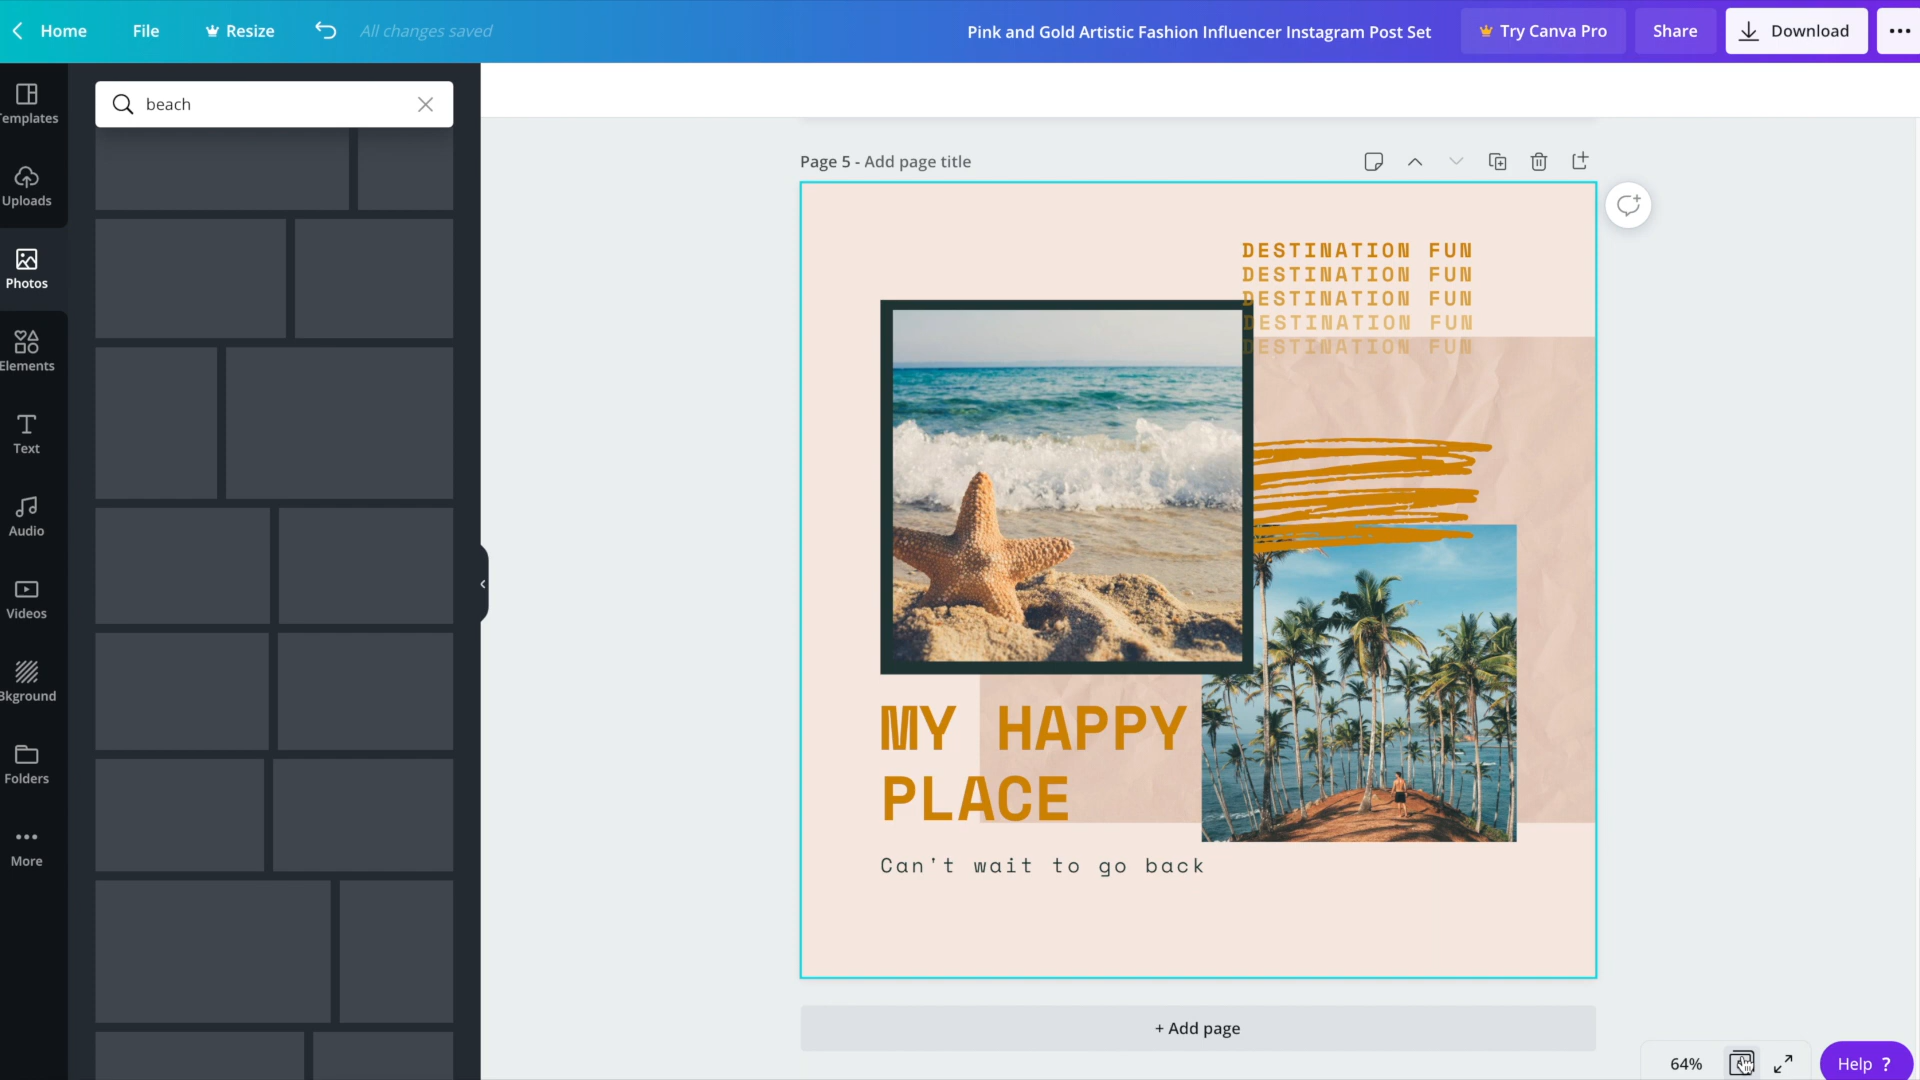 Home
File
Resize
All changes saved
Pink and Gold Artistic Fashion Influencer Instagram Post Set
Try Canva Pro
Share
Download
emplates
Uploads
Photos
Elements
Text
Audio
Videos
Bkground
Folders
More
beach
Page 5 - Add page title
DESTINATION FUN
DESTINATION FUN
DESTINATION FUN
DESTINATION FUN
DESTINATION FUN
MY HAPPY
PLACE
Can't wait to go back
+ Add page
64%
Help ?